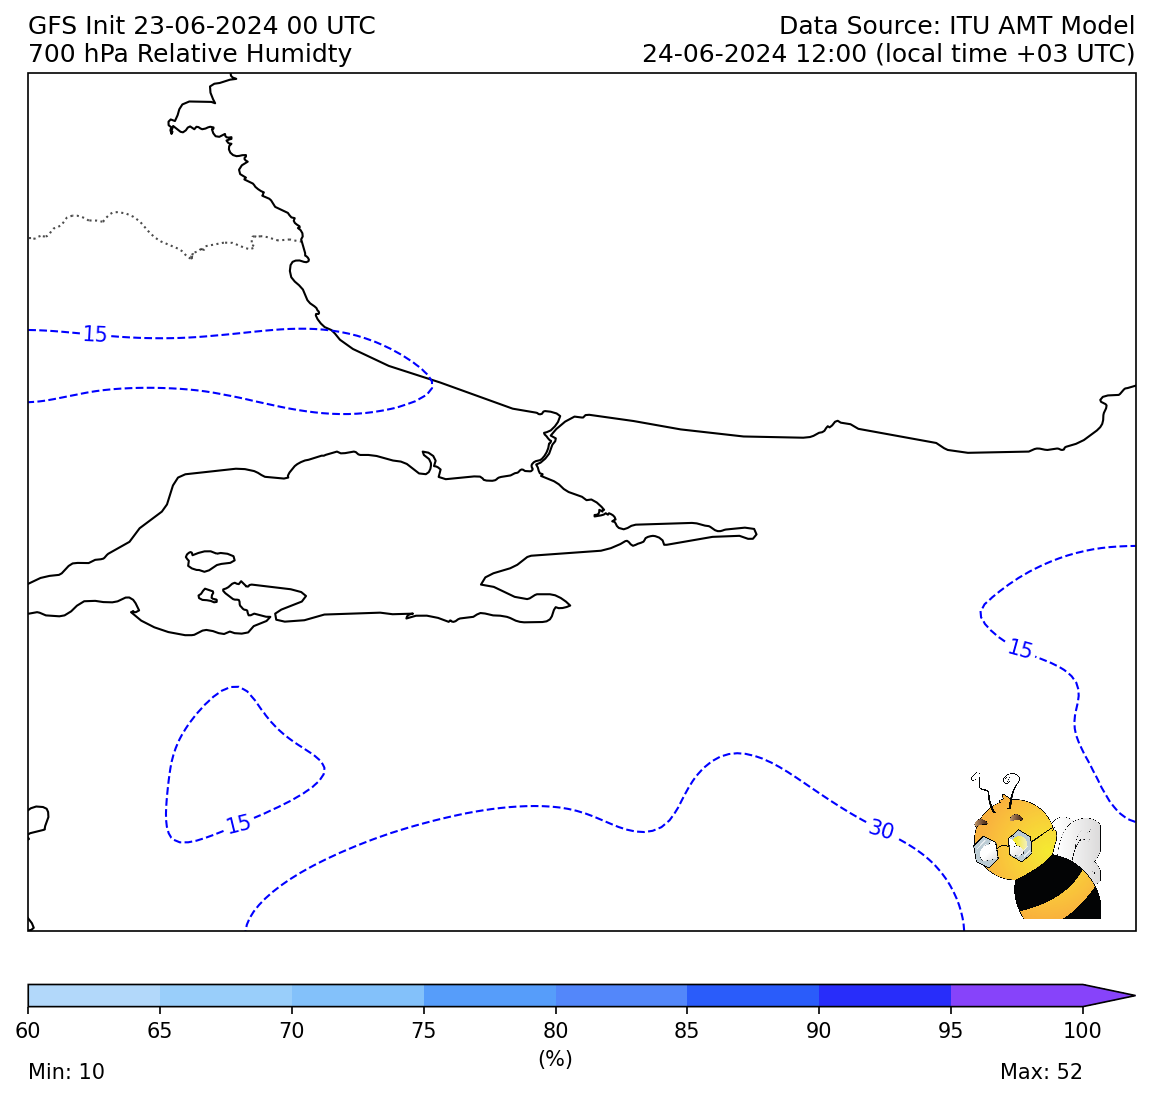 GFS Init 23-06-2024 00 UTC
Data Source: ITU AMT Model
700 hPa Relative Humidty
24-06-2024 12:00 (local time +03 UTC)
15
15
15
30
60 65 70 75 80 85 90 95 100
(%)
Min: 10
Max: 52